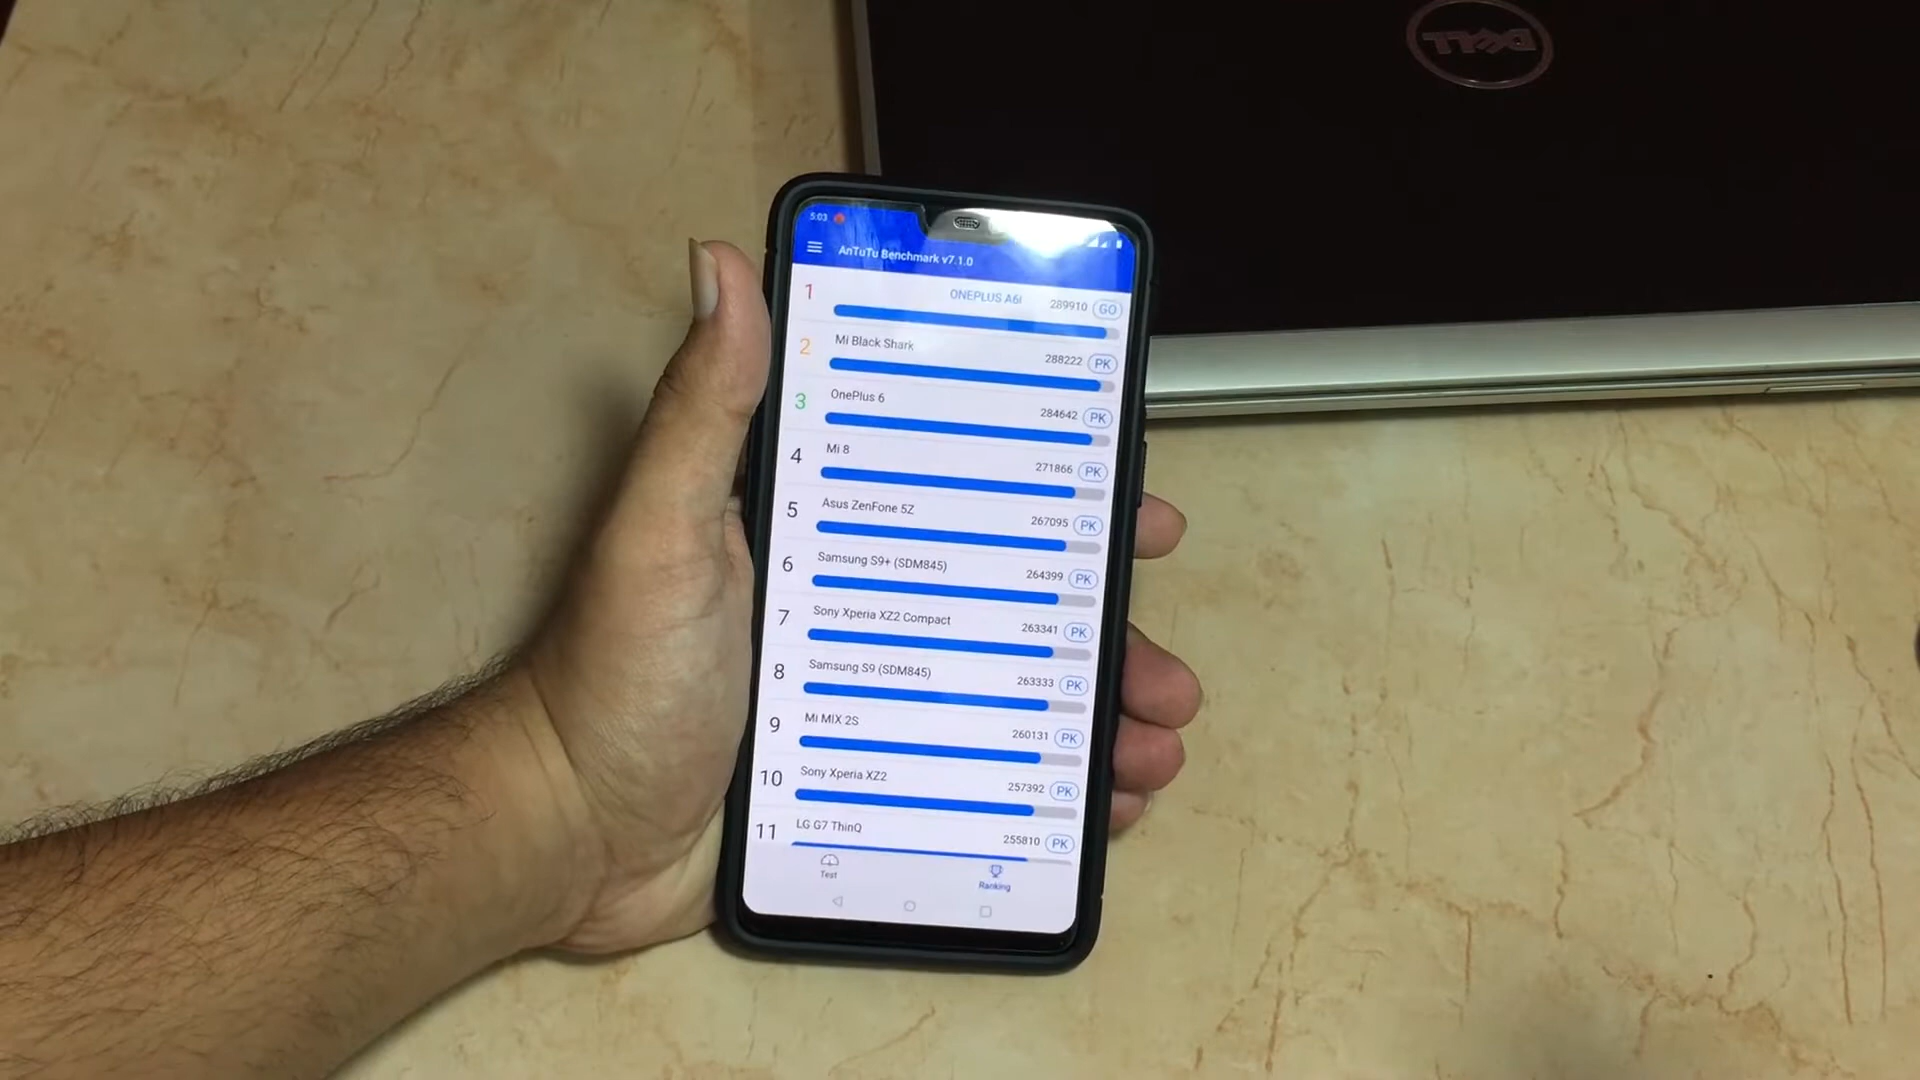 DELL
5:03
AnTuTu Benchmark v7.1.0
1 ONEPLUS A6( 289910 GO
2 Mi Black Shark 288222 PK
3 OnePlus 6 284642 PK
4 Mi 8 271866 PK
5 Asus ZenFone 5Z 267095 PK
6 Samsung S9+ (SDM845) 264399 PK
7 Sony Xperia XZ2 Compact 263341 PK
8 Samsung S9 (SDM845) 263333 PK
9 Mi MIX 2S 260131 PK
10 Sony Xperia XZ2 257392 PK
11 LG G7 ThinQ 255810 PK
Test Ranking